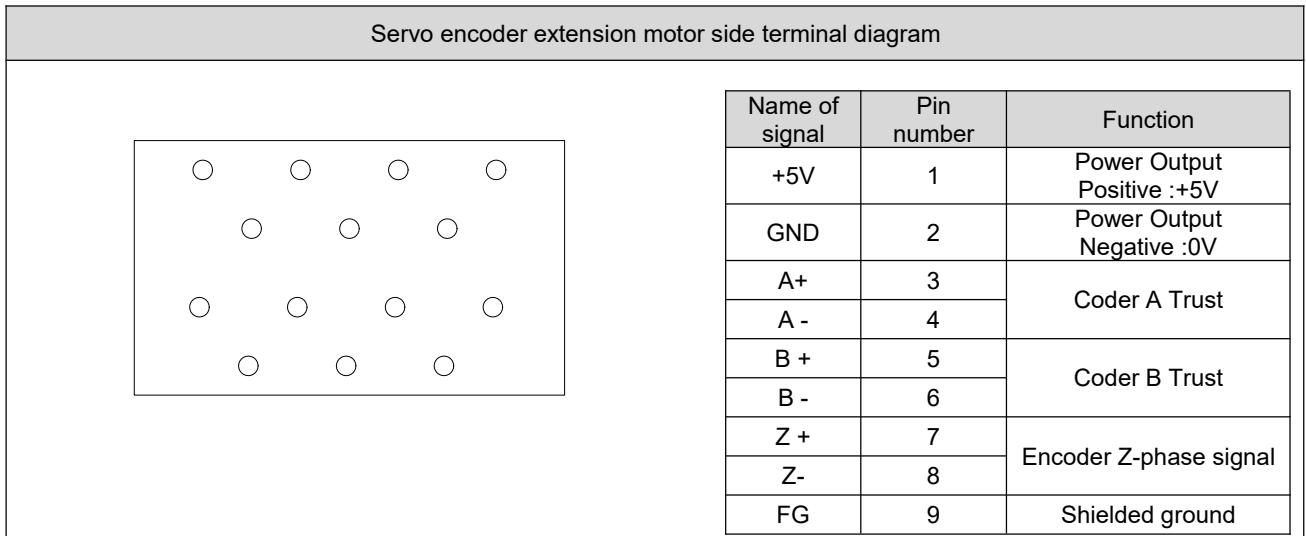 Servo encoder extension motor side terminal diagram
Name of signal Pin number Function
+5V 1 Power Output Positive :+5V
GND 2 Power Output Negative :0V
A+ 3 Coder A Trust
A - 4
B + 5 Coder B Trust
B - 6
Z + 7 Encoder Z-phase signal
Z- 8
FG 9 Shielded ground